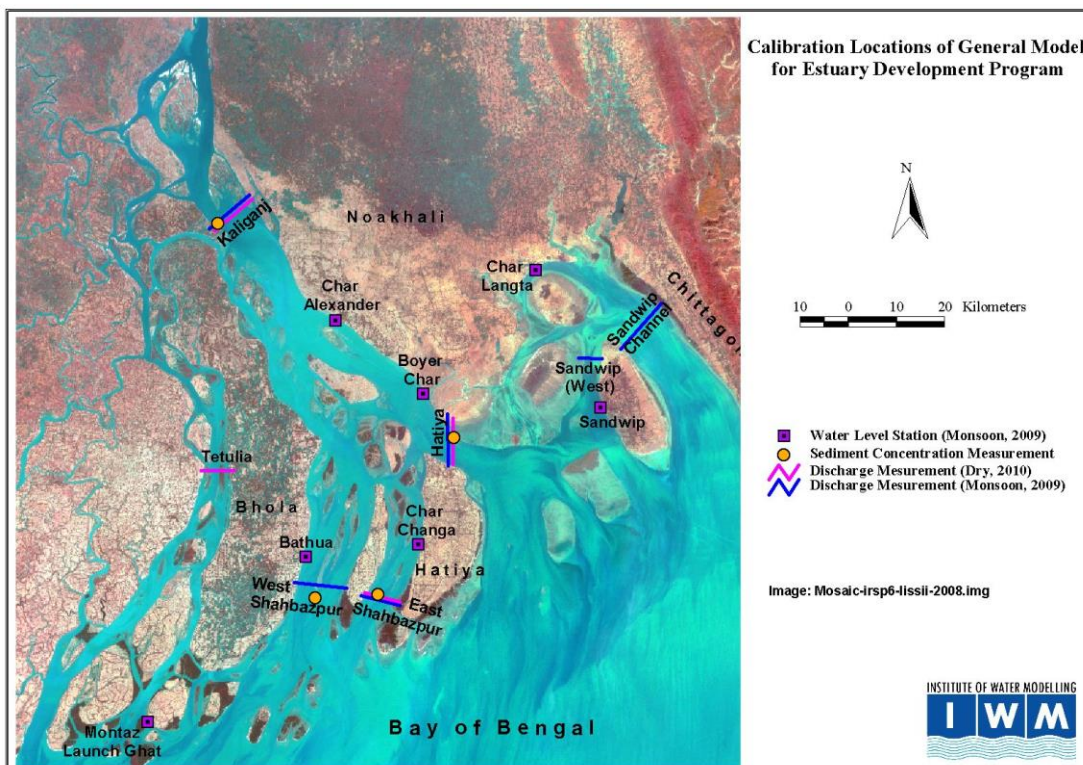 Calibration Locations of General Model
for Estuary Development Program
N
10 0 10 20 Kilometers
Water Level Station (Monsoon, 2009)
Sediment Concentration Measurement
Discharge Mesurement (Dry, 2010)
Discharge Mesurement (Monsoon, 2009)
Image: Mosaic-irsp6-lissii-2008.img
INSTITUTE OF WATER MODELLING
I W M
Kaliganj
Noakhali
Char
Langta
Char
Alexander
Sandwip
Channel
Chittagon
Boyer
Char
Sandwip
(West)
Sandwip
Hatiya
Tetulia
Bhola
Char
Changa
Bathua
Hatiya
West
Shahbazpur
East
Shahbazpur
Montaz
Launch Ghat
Bay of Bengal